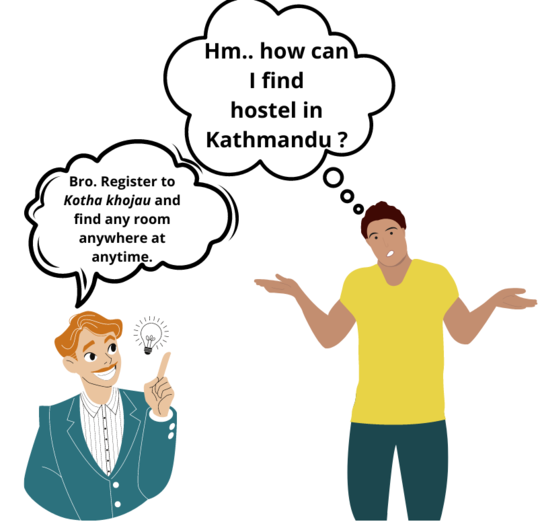 Hm.. how can
I find
hostel in
Kathmandu ?
Bro. Register to
Kotha khojau and
find any room
anywhere at
anytime.